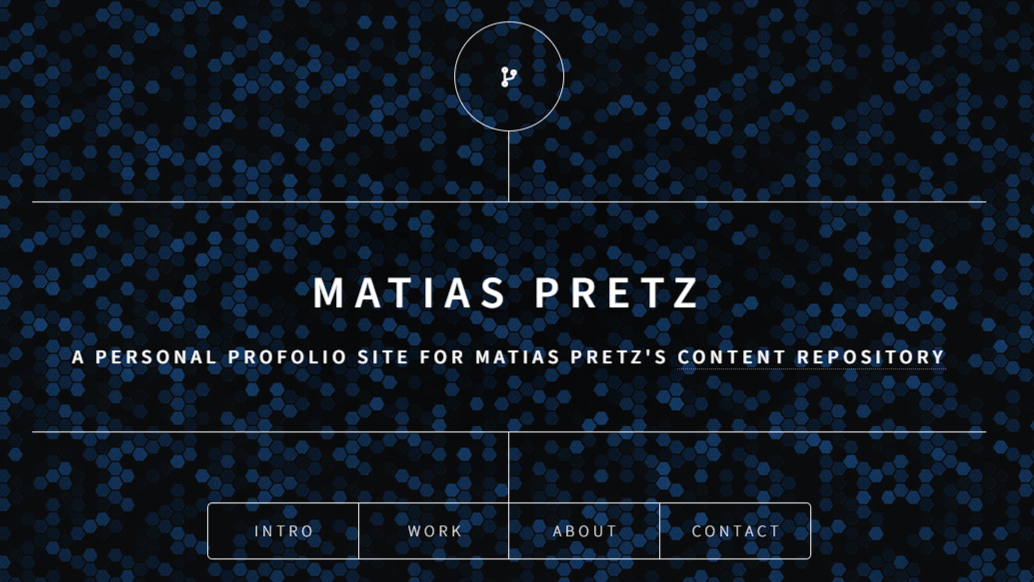 MATIAS PRETZ
A PERSONAL PROFOLIO SITE FOR MATIAS PRETZ'S CONTENT REPOSITORY
INTRO
WORK
ABOUT
CONTACT